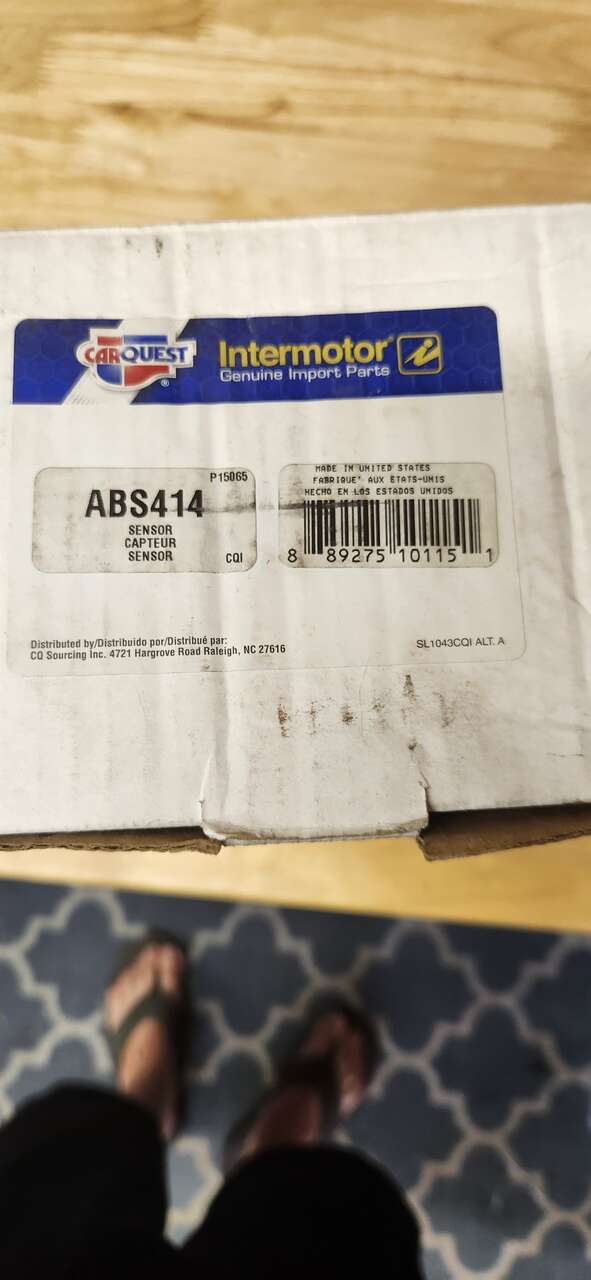 CARQUEST ®
Intermotor®
Genuine Import Parts
P15065
ABS414
SENSOR
CAPTEUR
SENSOR
CQI
MADE IN UNITED STATES
FABRIQUE' AUX ÉTATS-UNIS
HECHO EN LOS ESTADOS UNIDOS
8 89275 10115 1
Distributed by/Distribuido por/Distribué par:
CQ Sourcing Inc. 4721 Hargrove Road Raleigh, NC 27616
SL1043CQI ALT. A